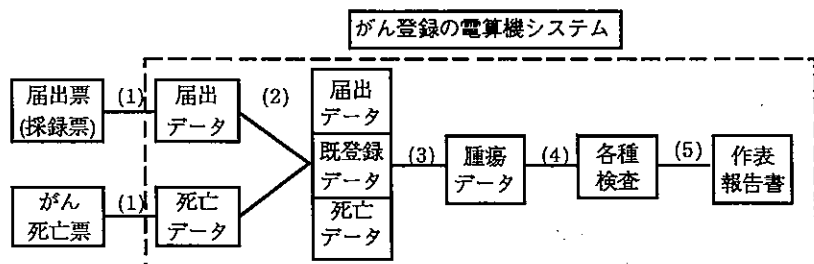 がん登録の電算機システム
届出票
(採録票)
(1)
届出
データ
(2)
届出
データ
既登録
データ
死亡
データ
(3)
腫瘍
データ
(4)
各種
検査
(5)
作表
報告書
がん
死亡票
(1)
死亡
データ